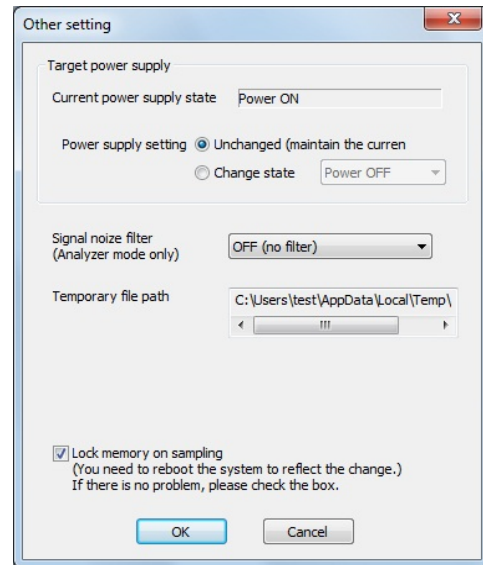 Other setting
Target power supply
Current power supply state Power ON
Power supply setting Unchanged (maintain the curren
Change state Power OFF
Signal noize filter
(Analyzer mode only)
OFF (no filter)
Temporary file path C:\Users\test\AppData\Local\Temp\
Lock memory on sampling
(You need to reboot the system to reflect the change.)
If there is no problem, please check the box.
OK Cancel